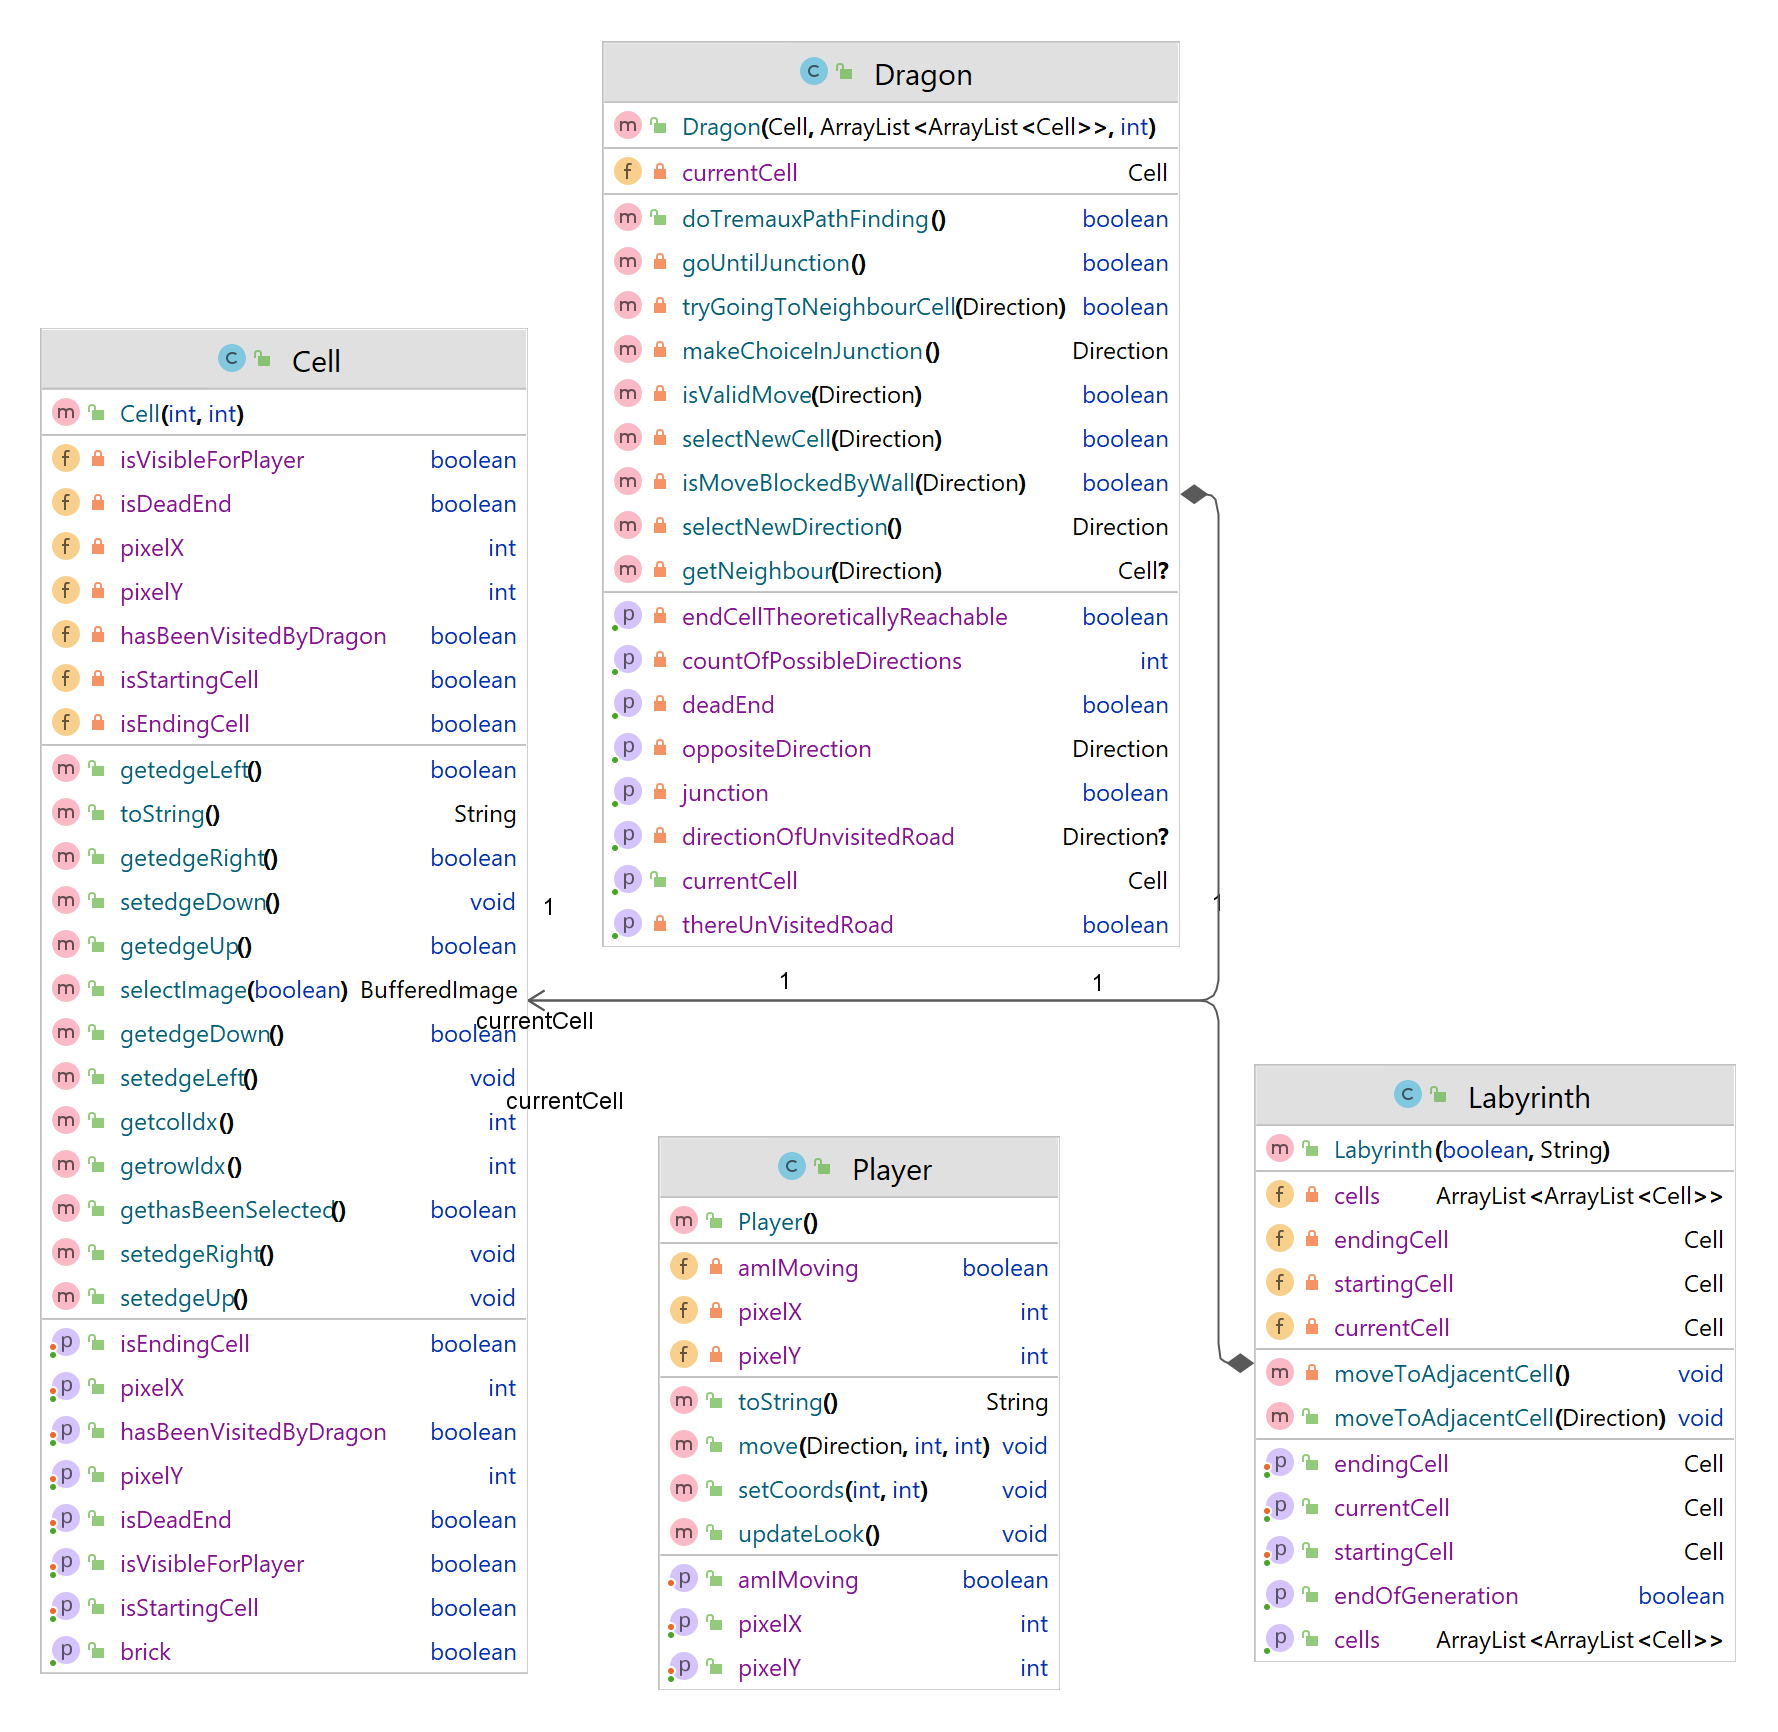 Dragon
Dragon(Cell, ArrayList<ArrayList<Cell>>, int)
currentCell Cell
doTremauxPathFinding() boolean
goUntilJunction() boolean
tryGoingToNeighbourCell(Direction) boolean
makeChoiceInJunction() Direction
isValidMove(Direction) boolean
selectNewCell(Direction) boolean
isMoveBlockedByWall(Direction) boolean
selectNewDirection() Direction
getNeighbour(Direction) Cell?
endCellTheoreticallyReachable boolean
countOfPossibleDirections int
deadEnd boolean
oppositeDirection Direction
junction boolean
directionOfUnvisitedRoad Direction?
currentCell Cell
thereUnVisitedRoad boolean
Cell
Cell(int, int)
isVisibleForPlayer boolean
isDeadEnd boolean
pixelX int
pixelY int
hasBeenVisitedByDragon boolean
isStartingCell boolean
isEndingCell boolean
getedgeLeft() boolean
toString() String
getedgeRight() boolean
setedgeDown() void
getedgeUp() boolean
selectImage(boolean) BufferedImage
getedgeDown() boolean
setedgeLeft() void
getcolIdx() int
getrowIdx() int
gethasBeenSelected() boolean
setedgeRight() void
setedgeUp() void
isEndingCell boolean
pixelX int
hasBeenVisitedByDragon boolean
pixelY int
isDeadEnd boolean
isVisibleForPlayer boolean
isStartingCell boolean
brick boolean
1
1
1
1
currentCell
currentCell
Player
Player()
amIMoving boolean
pixelX int
pixelY int
toString() String
move(Direction, int, int) void
setCoords(int, int) void
updateLook() void
amIMoving boolean
pixelX int
pixelY int
Labyrinth
Labyrinth(boolean, String)
cells ArrayList<ArrayList<Cell>>
endingCell Cell
startingCell Cell
currentCell Cell
moveToAdjacentCell() void
moveToAdjacentCell(Direction) void
endingCell Cell
currentCell Cell
startingCell Cell
endOfGeneration boolean
cells ArrayList<ArrayList<Cell>>